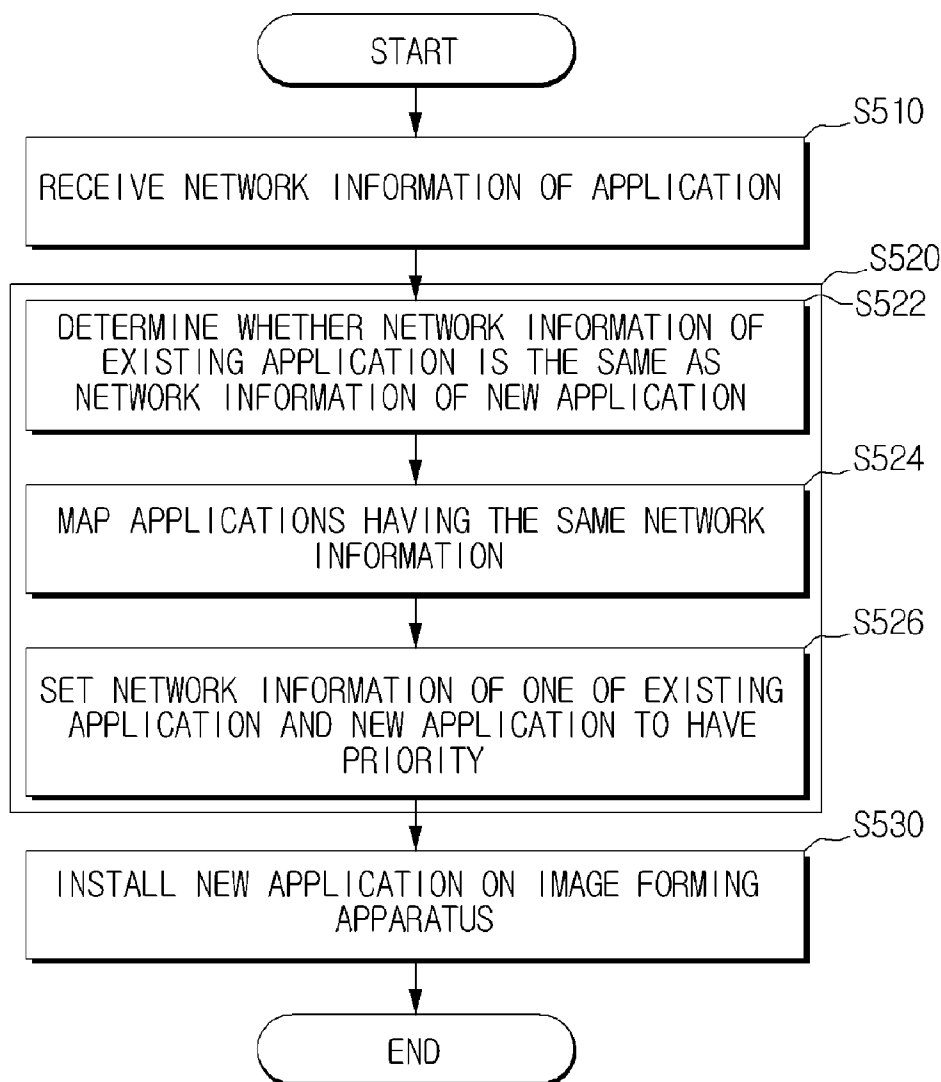 START
S510
RECEIVE NETWORK INFORMATION OF APPLICATION
S520
S522
DETERMINE WHETHER NETWORK INFORMATION OF
EXISTING APPLICATION IS THE SAME AS
NETWORK INFORMATION OF NEW APPLICATION
S524
MAP APPLICATIONS HAVING THE SAME NETWORK
INFORMATION
S526
SET NETWORK INFORMATION OF ONE OF EXISTING
APPLICATION AND NEW APPLICATION TO HAVE
PRIORITY
S530
INSTALL NEW APPLICATION ON IMAGE FORMING
APPARATUS
END